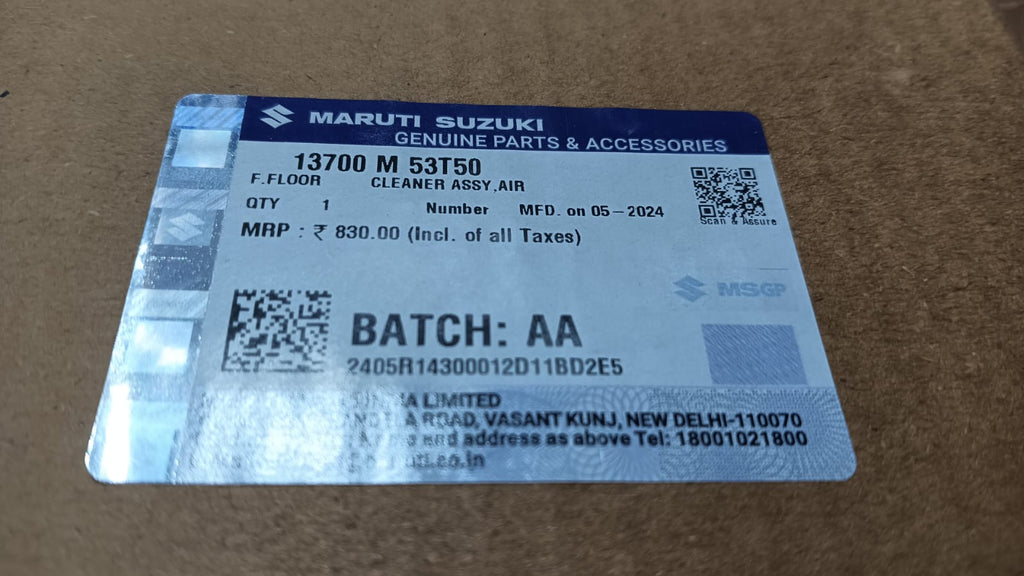 MARUTI SUZUKI
GENUINE PARTS & ACCESSORIES
13700 M 53T50
F.FLOOR CLEANER ASSY,AIR
QTY 1 Number MFD. on 05-2024
Scan & Assure
MRP : ₹ 830.00 (Incl. of all Taxes)
MSGP
BATCH: AA
2405R14300012D11BD2E5
LIMITED
ROAD, VASANT KUNJ, NEW DELHI-110070
and address as above Tel: 18001021800